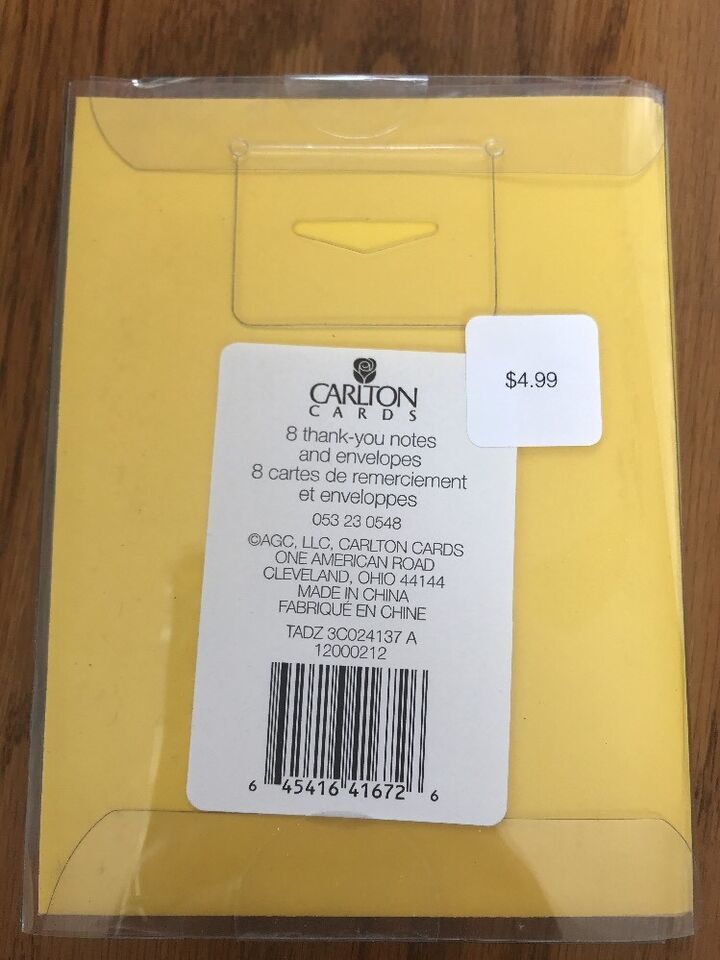 $4.99
CARLTON
CARDS
8 thank-you notes
and envelopes
8 cartes de remerciement
et enveloppes
053 23 0548
©AGC, LLC, CARLTON CARDS
ONE AMERICAN ROAD
CLEVELAND, OHIO 44144
MADE IN CHINA
FABRIQUÉ EN CHINE
TADZ 3C024137 A
12000212
6 45416 41672 6